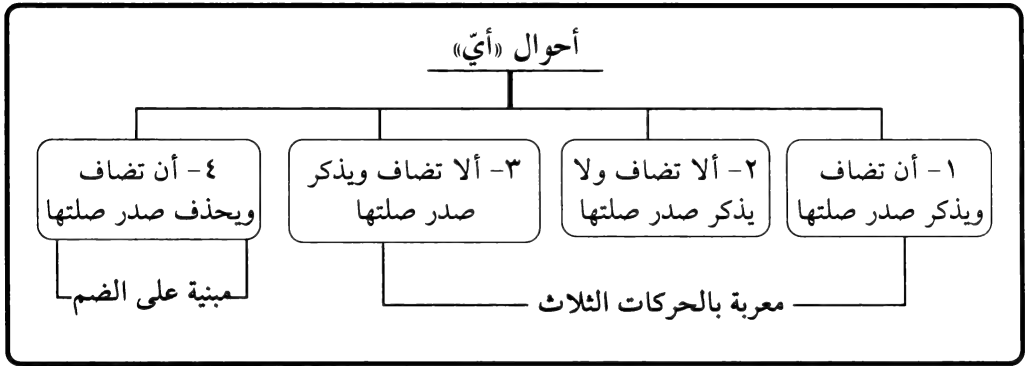 أحوال «أيّ»
١- أن تضاف
ويذكر صدر صلتها
٢- ألا تضاف ولا
يذكر صدر صلتها
٣- ألا تضاف ويذكر
صدر صلتها
٤- أن تضاف
ويحذف صدر صلتها
معربة بالحركات الثلاث
مبنية على الضم